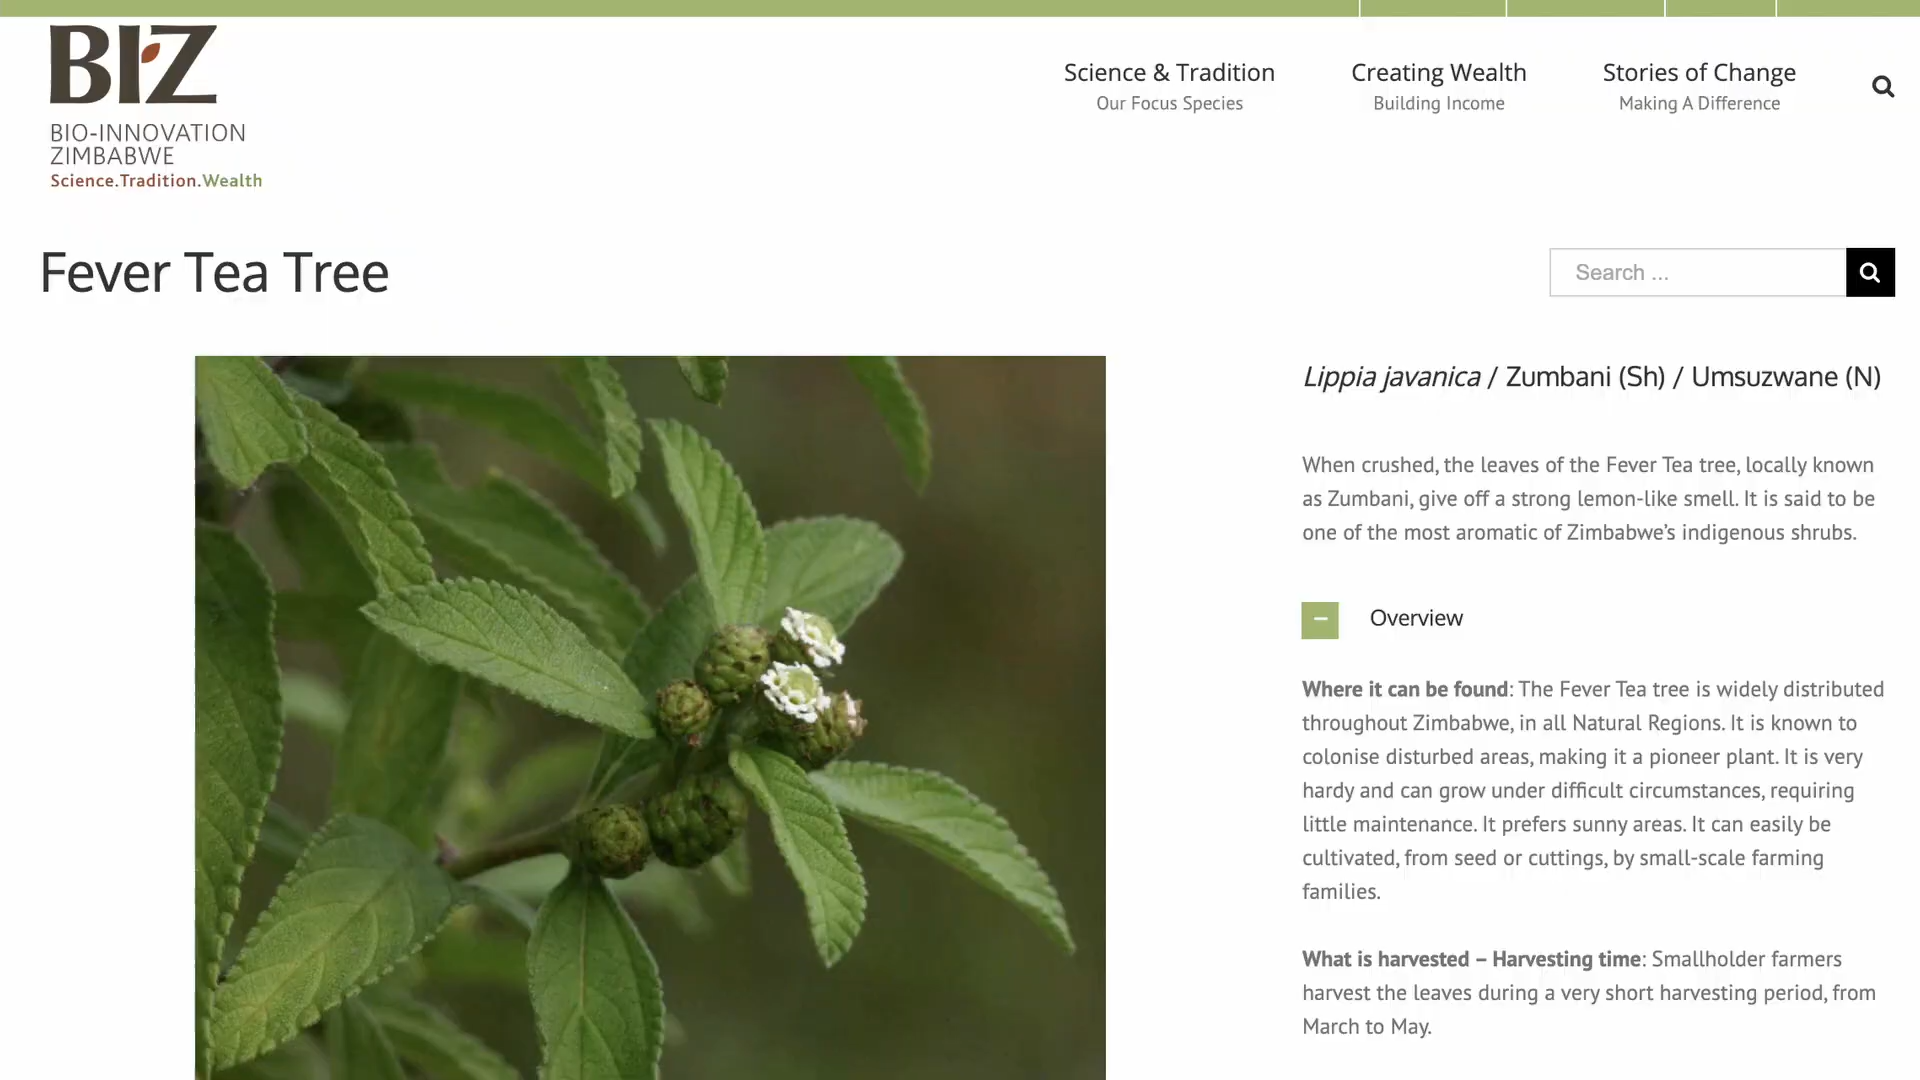 BIZ
BIO-INNOVATION
ZIMBABWE
Science.Tradition.Wealth
Science & Tradition
Our Focus Species
Creating Wealth
Building Income
Stories of Change
Making A Difference
Fever Tea Tree
Search ...
Lippia javanica / Zumbani (Sh) / Umsuzwane (N)
When crushed, the leaves of the Fever Tea tree, locally known
as Zumbani, give off a strong lemon-like smell. It is said to be
one of the most aromatic of Zimbabwe’s indigenous shrubs.
Overview
Where it can be found: The Fever Tea tree is widely distributed
throughout Zimbabwe, in all Natural Regions. It is known to
colonise disturbed areas, making it a pioneer plant. It is very
hardy and can grow under difficult circumstances, requiring
little maintenance. It prefers sunny areas. It can easily be
cultivated, from seed or cuttings, by small-scale farming
families.
What is harvested – Harvesting time: Smallholder farmers
harvest the leaves during a very short harvesting period, from
March to May.